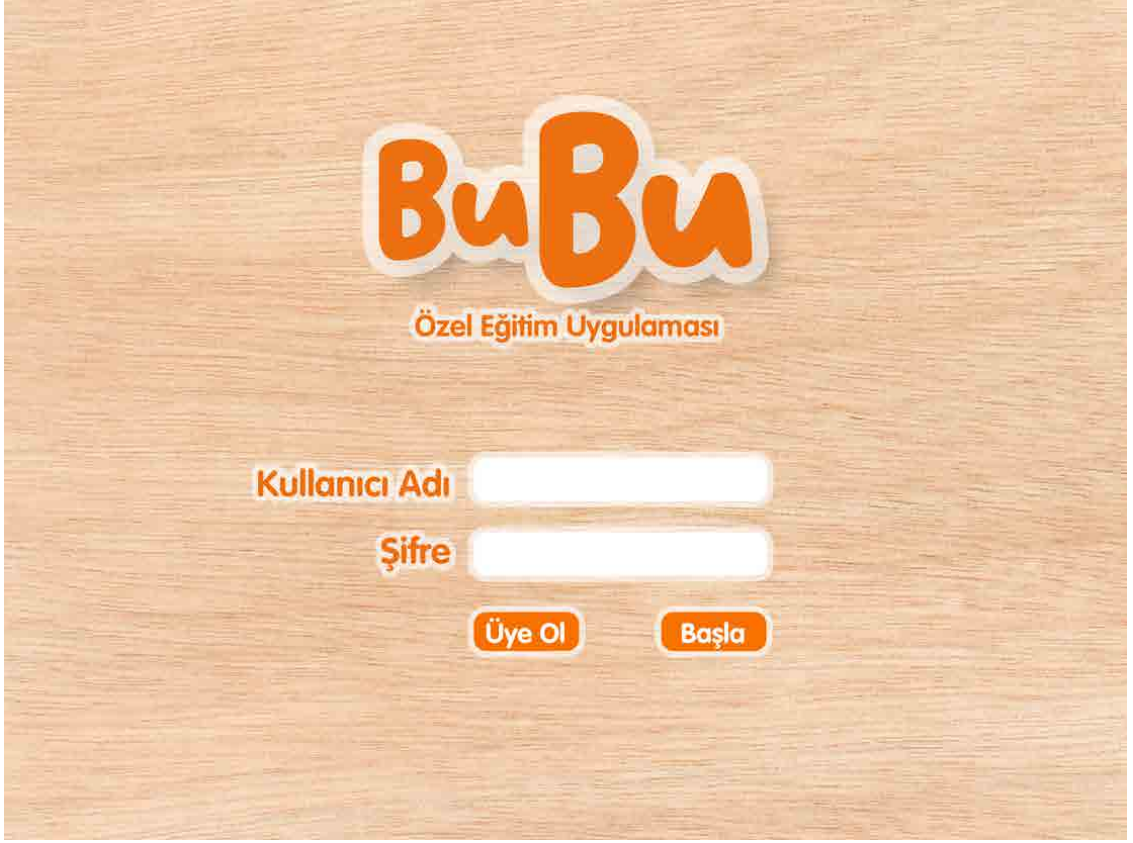 BuBu
Özel Eğitim Uygulaması
Kullanıcı Adı
Şifre
Üye Ol Başla